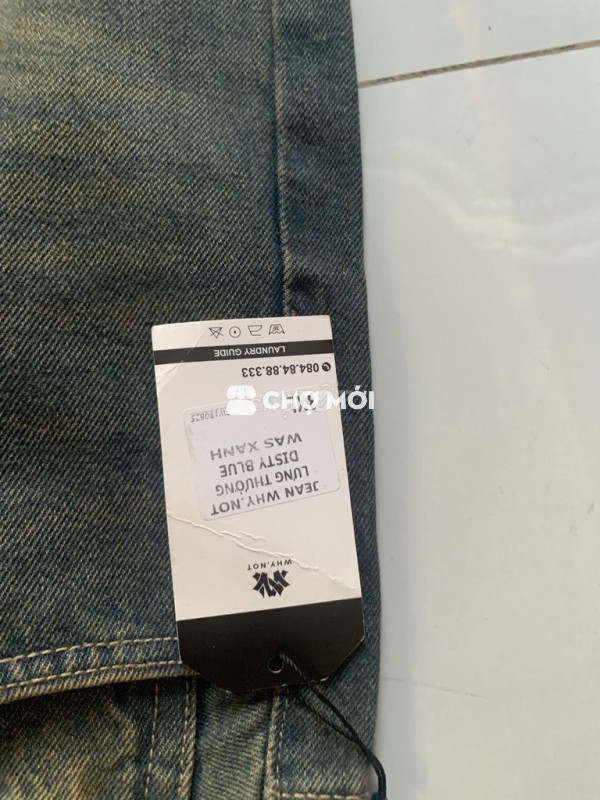 WHY.NOT
JEAN WHY.NOT
LƯNG THƯỜNG
DISTY BLUE
WAS XANH
CHỢ MỚI
084.84.88.333
LAUNDRY GUIDE